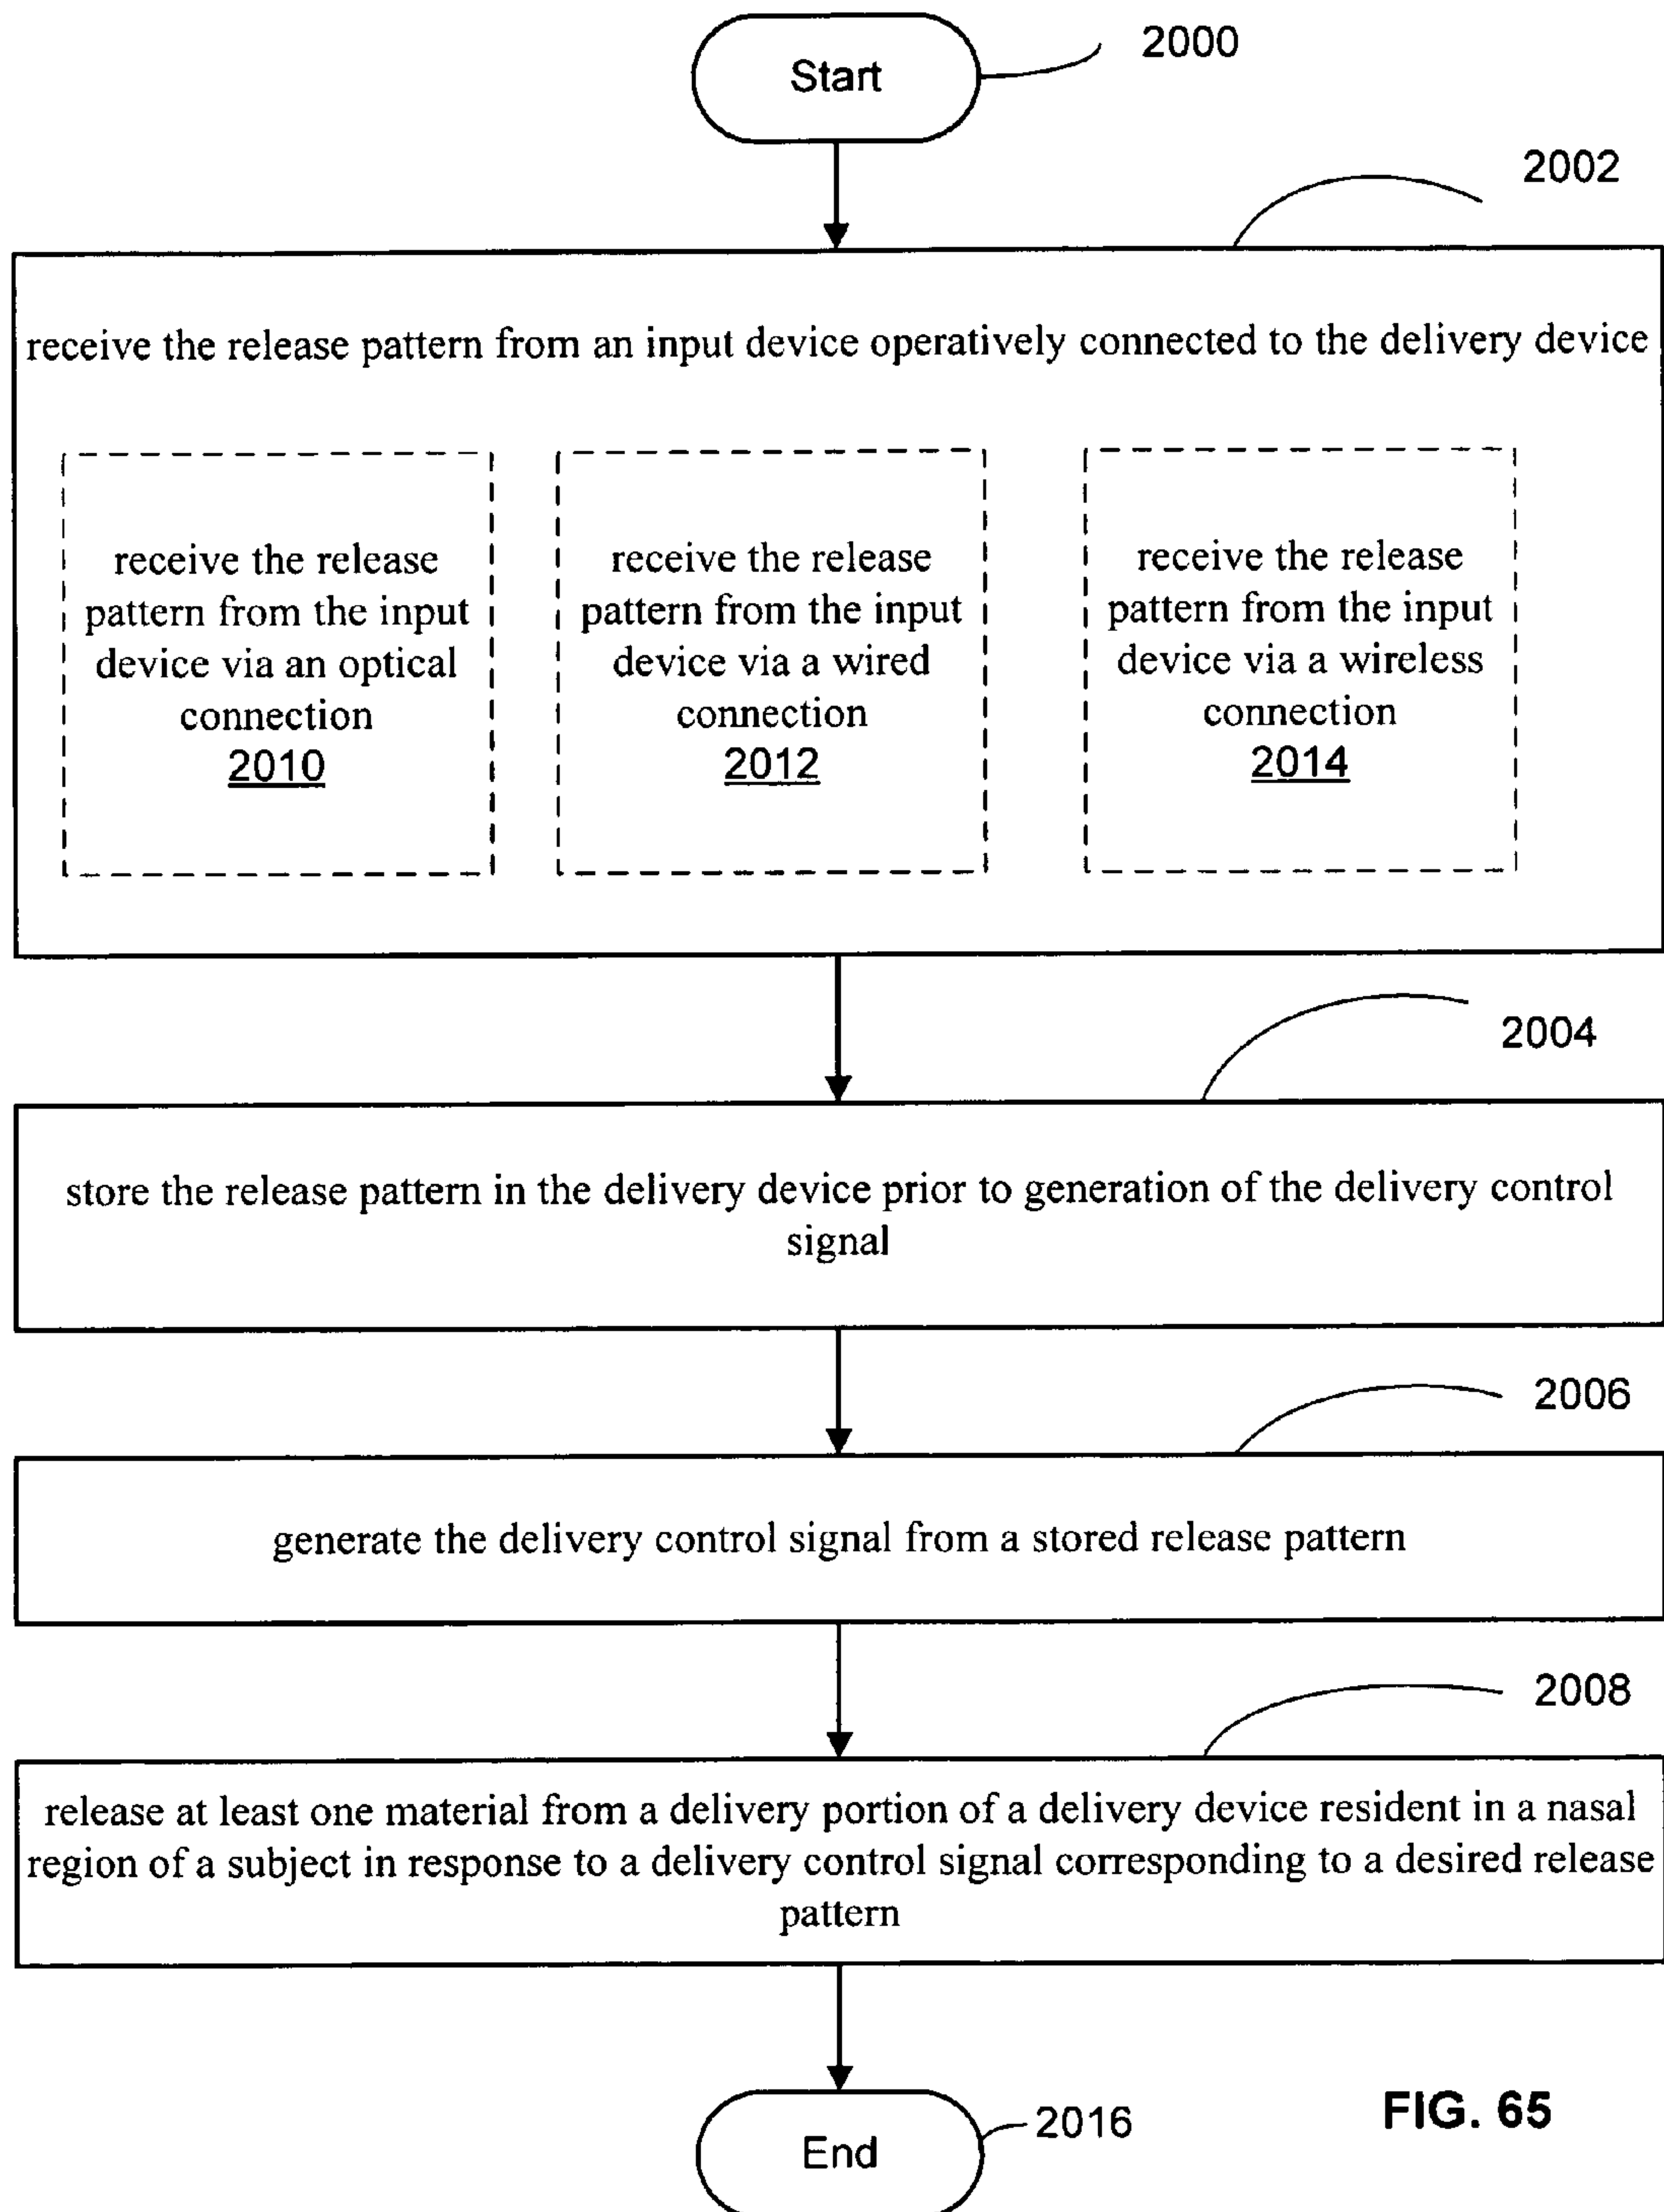 Start
2000
2002
receive the release pattern from an input device operatively connected to the delivery device
receive the release
pattern from the input
device via an optical
connection
2010
receive the release
pattern from the input
device via a wired
connection
2012
receive the release
pattern from the input
device via a wireless
connection
2014
2004
store the release pattern in the delivery device prior to generation of the delivery control
signal
2006
generate the delivery control signal from a stored release pattern
2008
release at least one material from a delivery portion of a delivery device resident in a nasal
region of a subject in response to a delivery control signal corresponding to a desired release
pattern
End
2016
FIG. 65